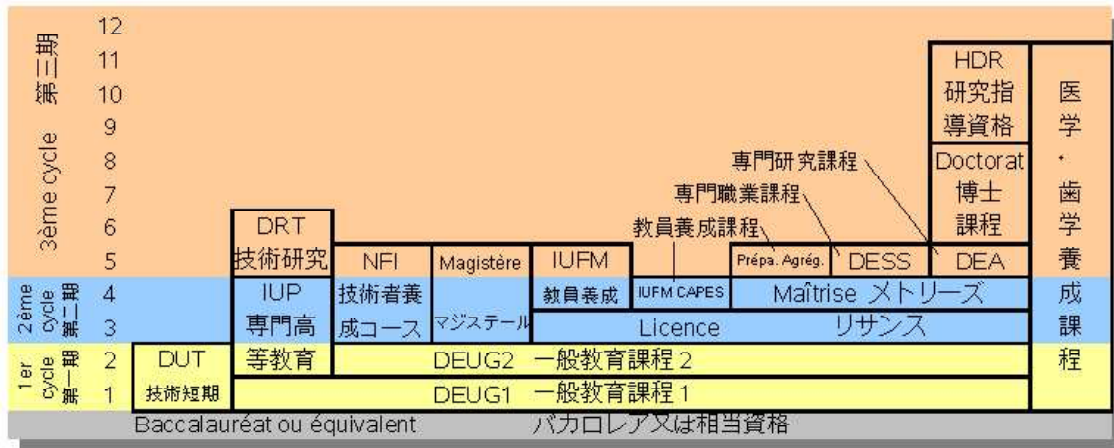 12
11
10
9
8
7
6
5
4
3
2
1
3ème cycle 第三期
2ème
cycle
第二期
1er
cycle
第一期
HDR
研究指
導資格
Doctorat
博士
課程
医学・歯学養成課程
専門研究課程
専門職業課程
教員養成課程
DRT
技術研究
NFI
Magistère
IUFM
Prépa. Agrég.
DESS
DEA
IUP
専門高
等教育
技術者養
成コース
マジステール
教員養成
IUFM CAPES
Maîtrise メトリーズ
Licence リサンス
DUT
技術短期
DEUG2 一般教育課程 2
DEUG1 一般教育課程 1
Baccalauréat ou équivalent バカロレア又は相当資格